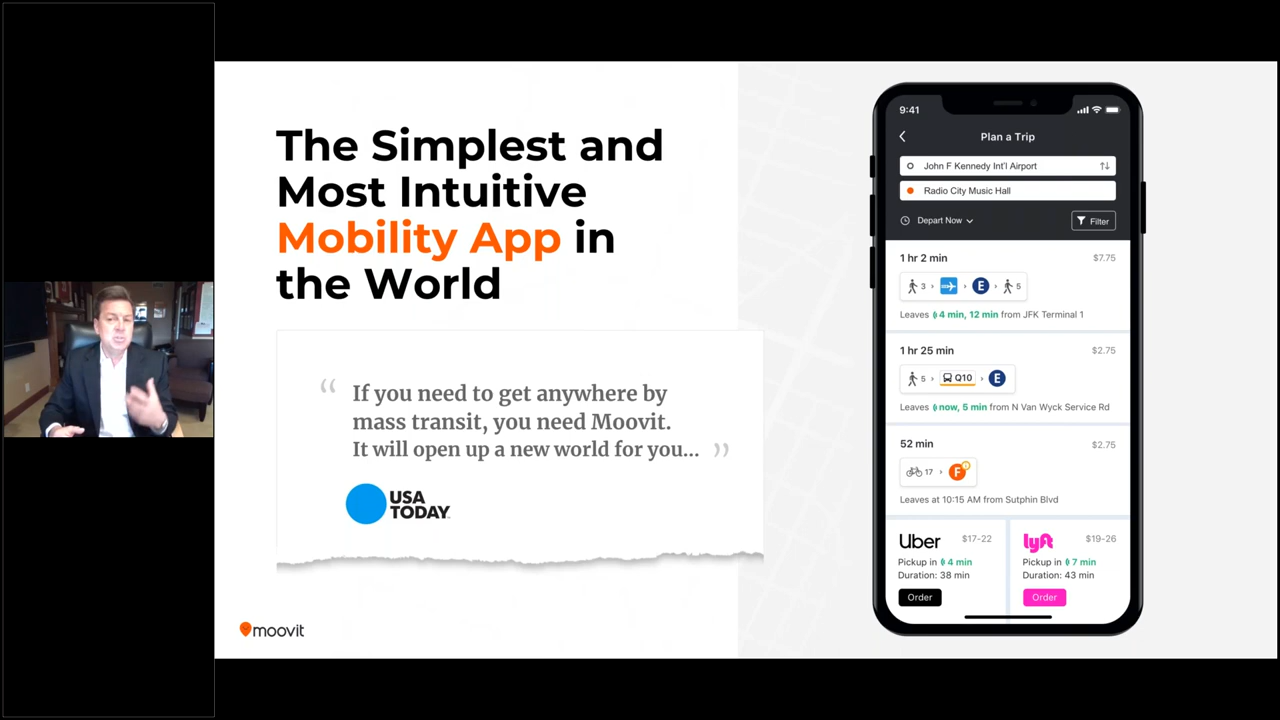 The Simplest and
Most Intuitive
Mobility App in
the World
“ If you need to get anywhere by
mass transit, you need Moovit.
It will open up a new world for you... ”
USA
TODAY
moovit
9:41
Plan a Trip
John F Kennedy Int'l Airport
Radio City Music Hall
Depart Now
Filter
1 hr 2 min $7.75
3 E 5
Leaves 4 min, 12 min from JFK Terminal 1
1 hr 25 min $2.75
5 Q10 E
Leaves now, 5 min from N Van Wyck Service Rd
52 min $2.75
17 F
Leaves at 10:15 AM from Sutphin Blvd
Uber $17-22
Pickup in 4 min
Duration: 38 min
Order
lyft $19-26
Pickup in 7 min
Duration: 43 min
Order